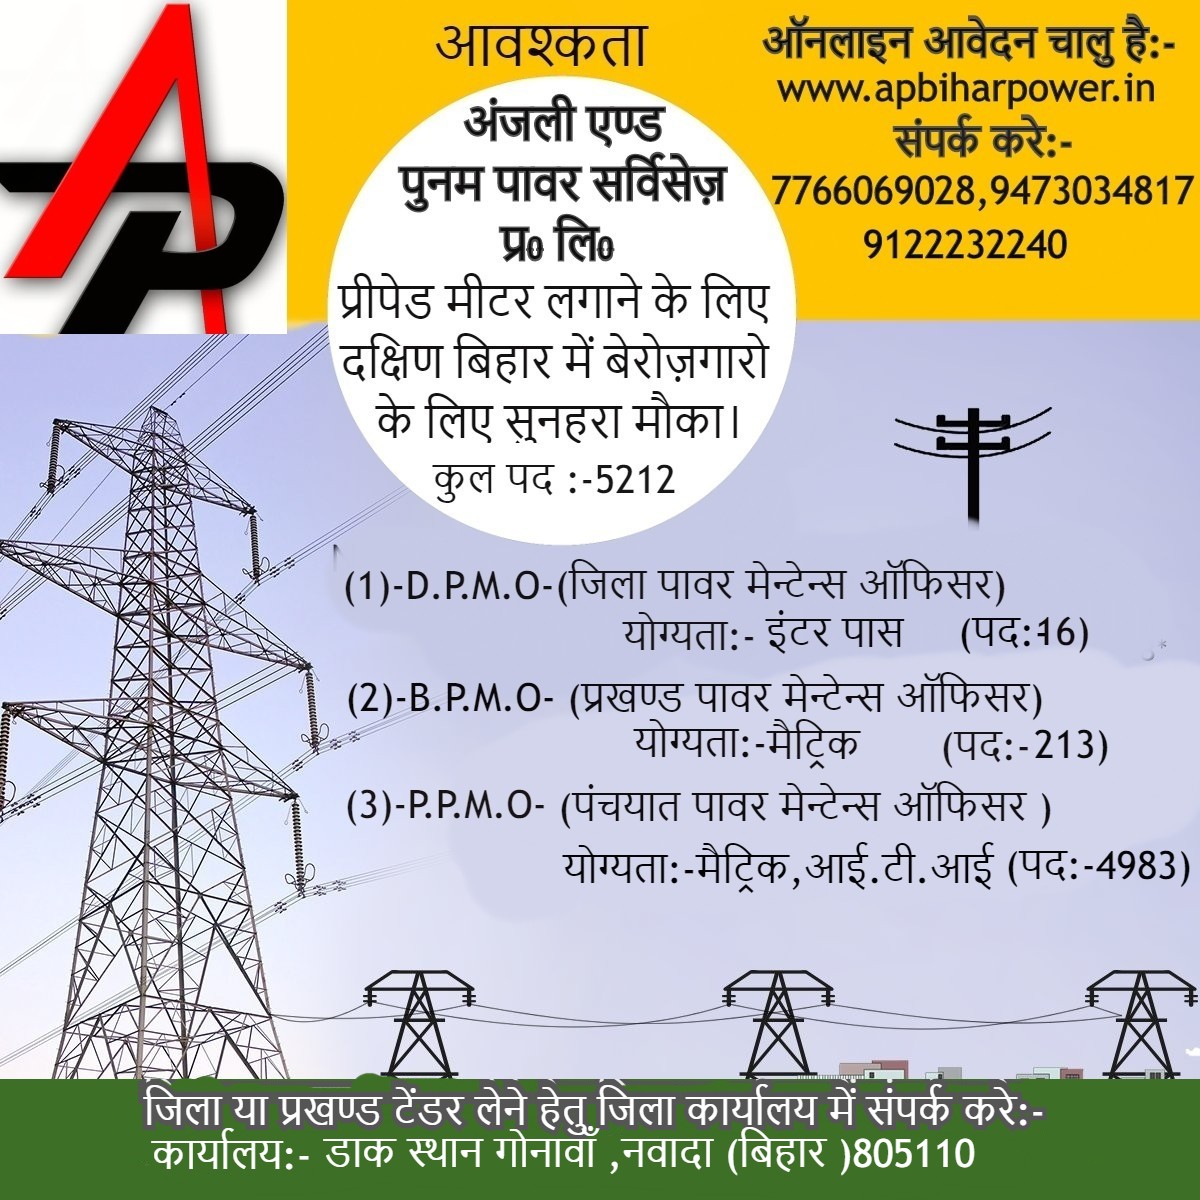 आवश्कता
अंजली एण्ड
पुनम पावर सर्विसेज़
प्र0 लि0
प्रीपेड मीटर लगाने के लिए
दक्षिण बिहार में बेरोज़गारो
के लिए सुनहरा मौका।
कुल पद :-5212
ऑनलाइन आवेदन चालु है:-
www.apbiharpower.in
संपर्क करे:-
7766069028,9473034817
9122232240
AP
(1)-D.P.M.O-(जिला पावर मेन्टेन्स ऑफिसर)
योग्यता:- इंटर पास (पद:-16)
(2)-B.P.M.O- (प्रखण्ड पावर मेन्टेन्स ऑफिसर)
योग्यता:-मैट्रिक (पद:-213)
(3)-P.P.M.O- (पंचयात पावर मेन्टेन्स ऑफिसर )
योग्यता:-मैट्रिक,आई.टी.आई (पद:-4983)
जिला या प्रखण्ड टेंडर लेने हेतु जिला कार्यालय में संपर्क करे:-
कार्यालय:- डाक स्थान गोनावाँ ,नवादा (बिहार )805110